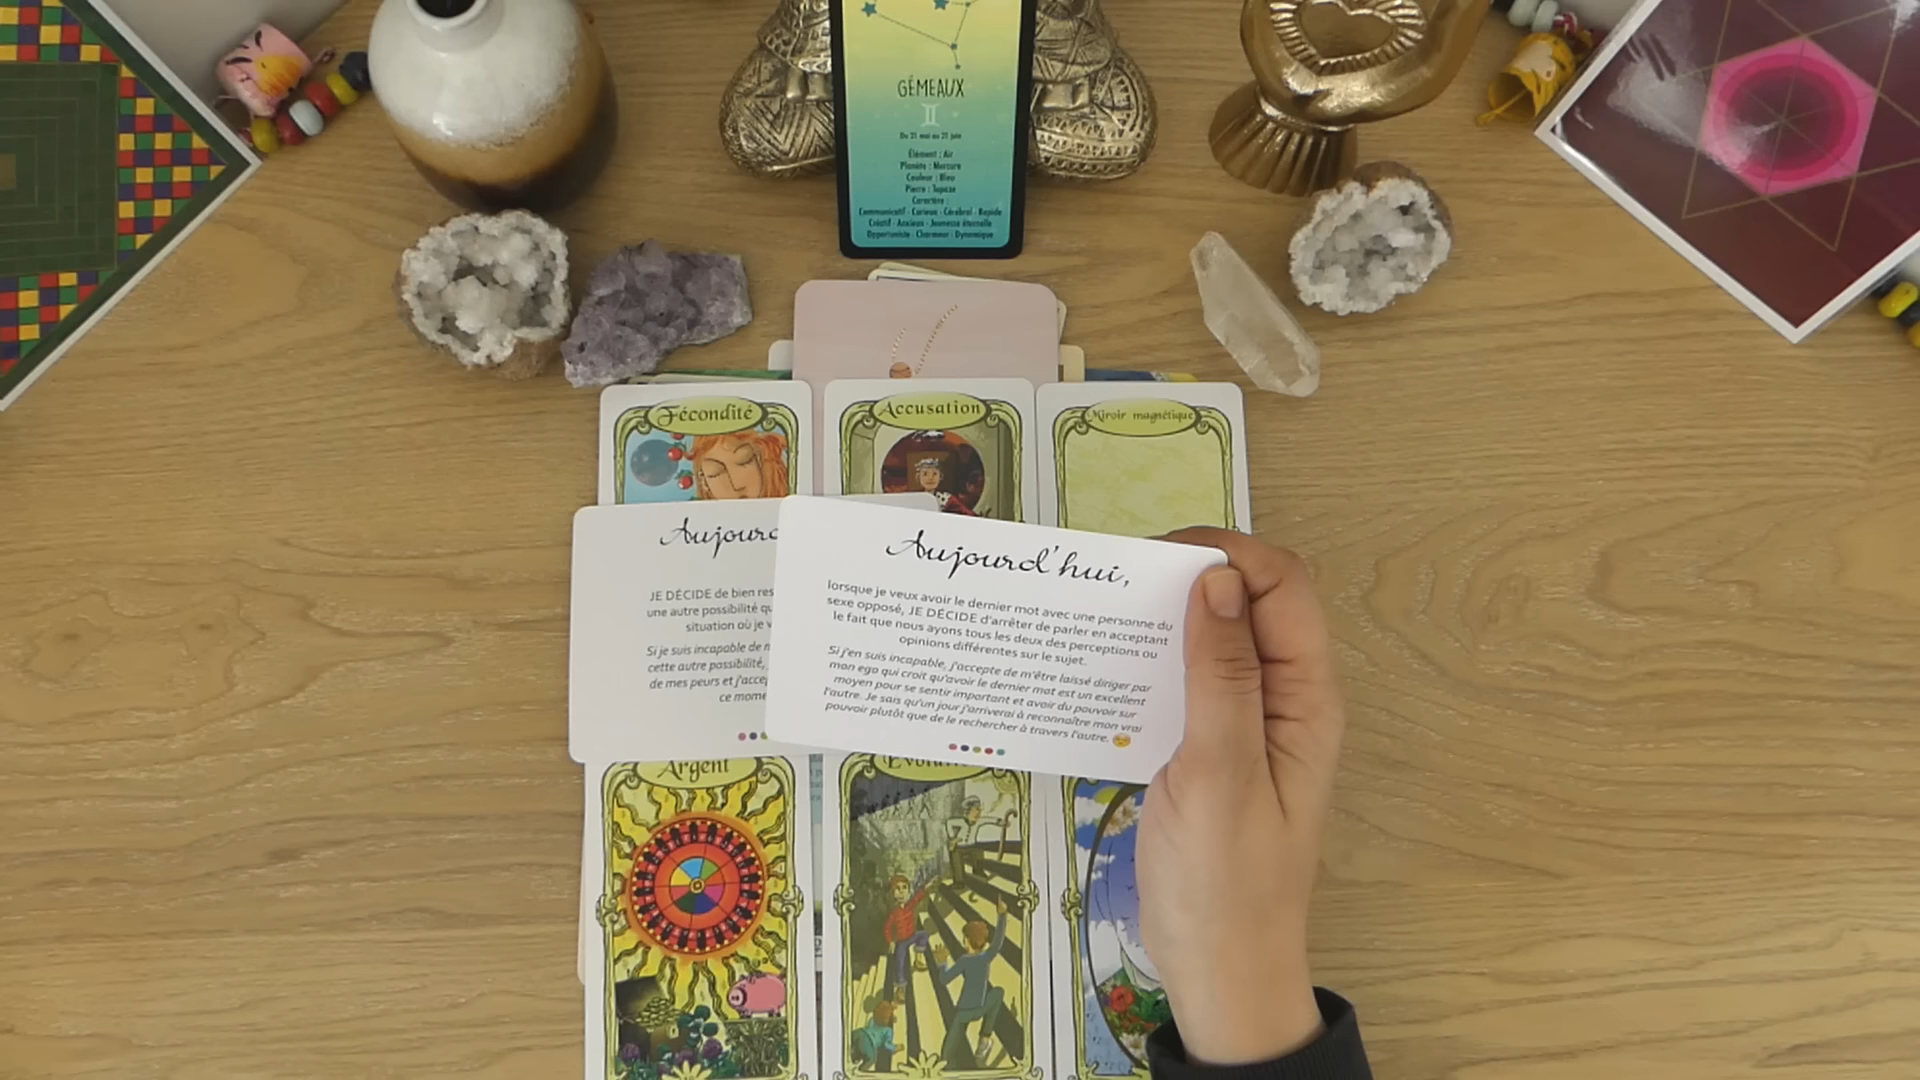 GÉMEAUX
Du 21 mai au 21 juin
Élément : Air
Planète : Mercure
Couleur : Bleu
Pierre : Topaze
Caractère :
Communicatif - Curieux - Cérébral - Rapide
Créatif - Anxieux - Jeunesse éternelle
Opportuniste - Charmeur - Dynamique
Fécondité
Accusation
Miroir magnétique
JE DÉCIDE de bien
une autre possibilité
situation où je
Si je suis incapable de
cette autre possibilité,
de mes peurs et
ce
Aujourd'hui,
lorsque je veux avoir le dernier mot avec une personne du
sexe opposé, JE DÉCIDE d'arrêter de parler en acceptant
le fait que nous ayons tous les deux des perceptions ou
opinions différentes sur le sujet.
Si j'en suis incapable, j'accepte de m'être laissé diriger par
mon ego qui croit qu'avoir le dernier mot est un excellent
moyen pour se sentir important et avoir du pouvoir sur
l'autre. Je sais qu'un jour j'arriverai à reconnaître mon vrai
pouvoir plutôt que de le rechercher à travers l'autre.
Argent
31